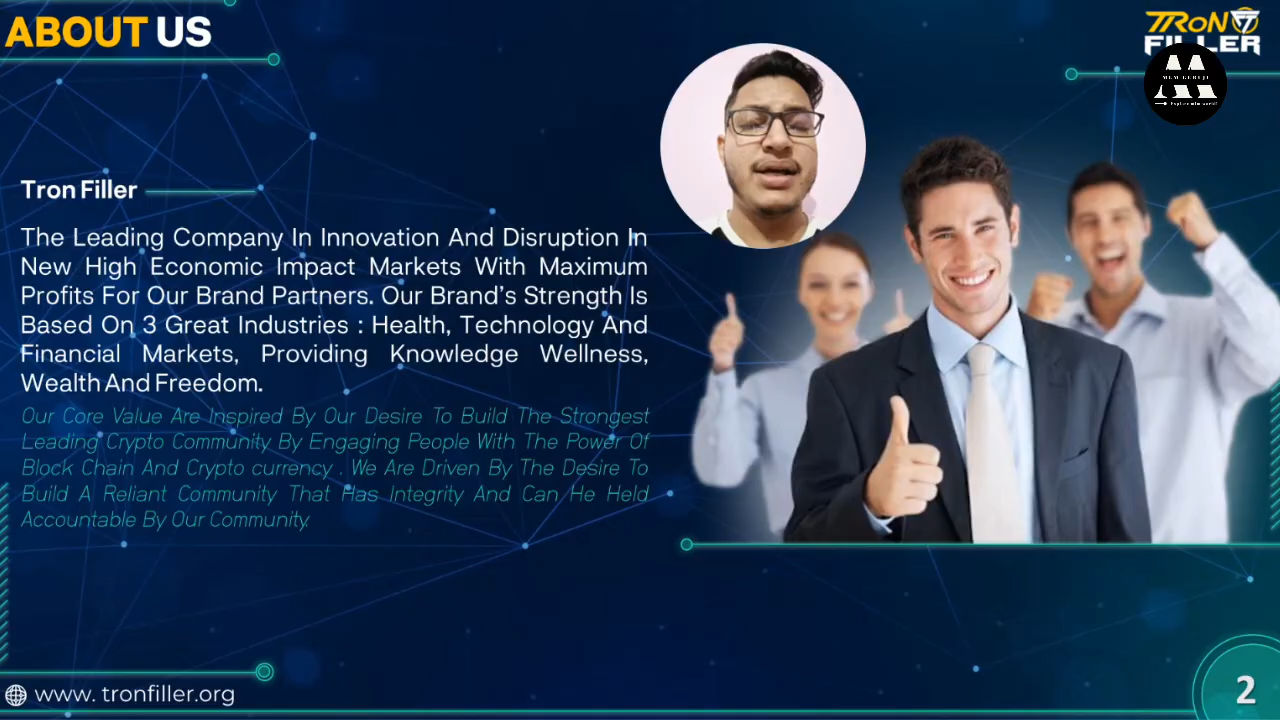 ABOUT US
TRON
FILLER
MLM GURUJI
Explore mlm world!
Tron Filler
The Leading Company In Innovation And Disruption In
New High Economic Impact Markets With Maximum
Profits For Our Brand Partners. Our Brand's Strength Is
Based On 3 Great Industries : Health, Technology And
Financial Markets, Providing Knowledge Wellness,
Wealth And Freedom.
Our Core Value Are Inspired By Our Desire To Build The Strongest
Leading Crypto Community By Engaging People With The Power Of
Block Chain And Crypto currency . We Are Driven By The Desire To
Build A Reliant Community That Has Integrity And Can He Held
Accountable By Our Community.
www. tronfiller.org
2